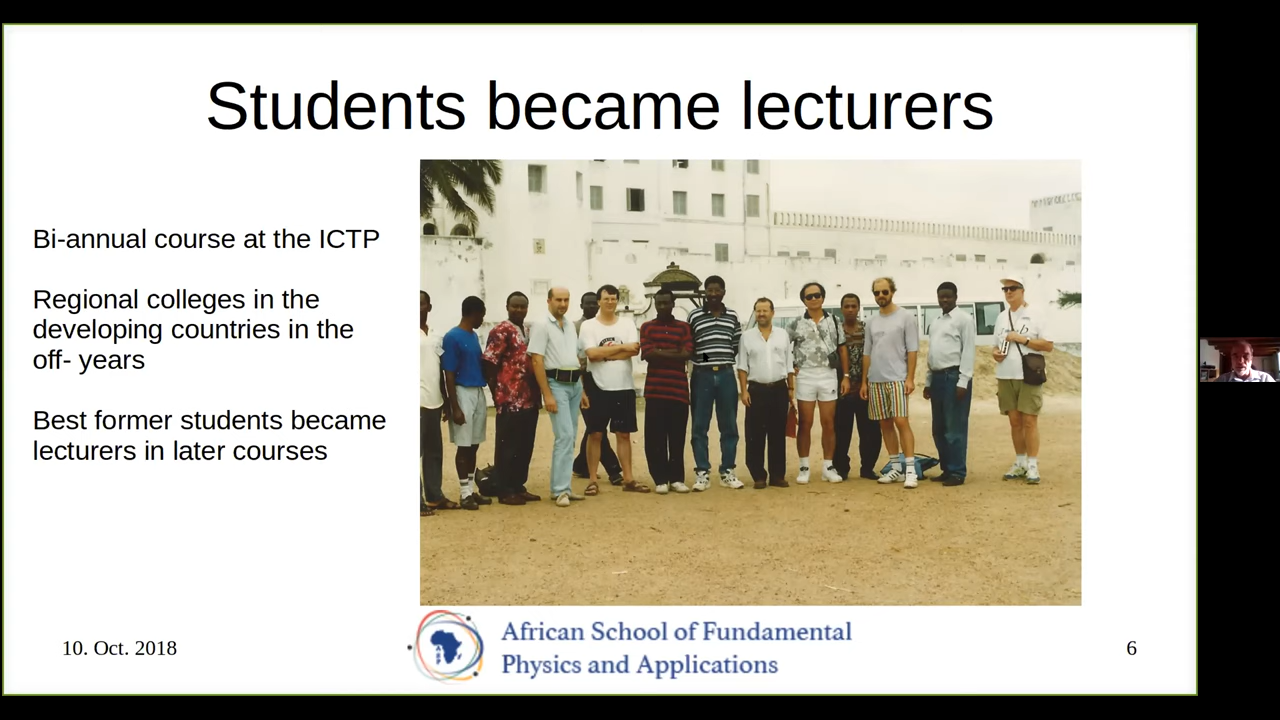 Students became lecturers
Bi-annual course at the ICTP
Regional colleges in the
developing countries in the
off- years
Best former students became
lecturers in later courses
10. Oct. 2018
African School of Fundamental
Physics and Applications
6